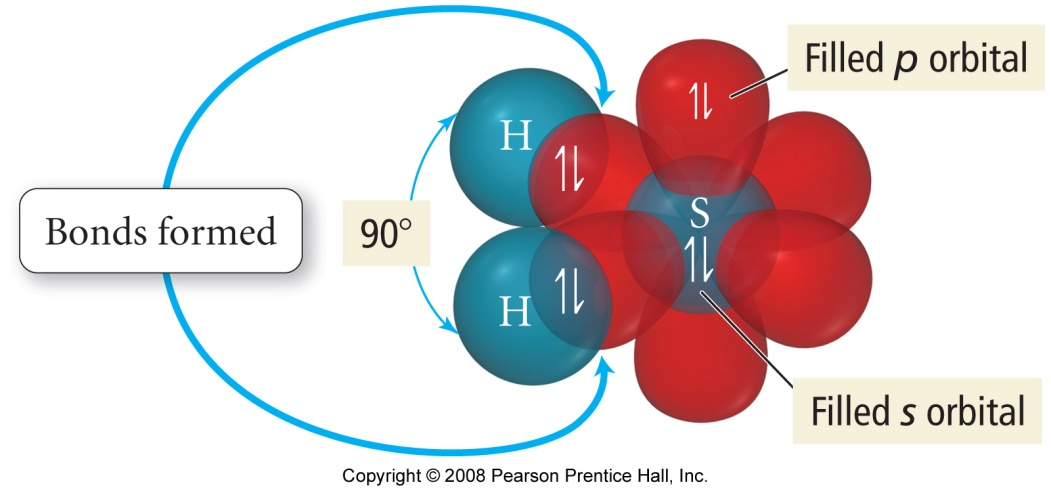 Filled p orbital
H
S
Bonds formed
90°
H
Filled s orbital
Copyright © 2008 Pearson Prentice Hall, Inc.